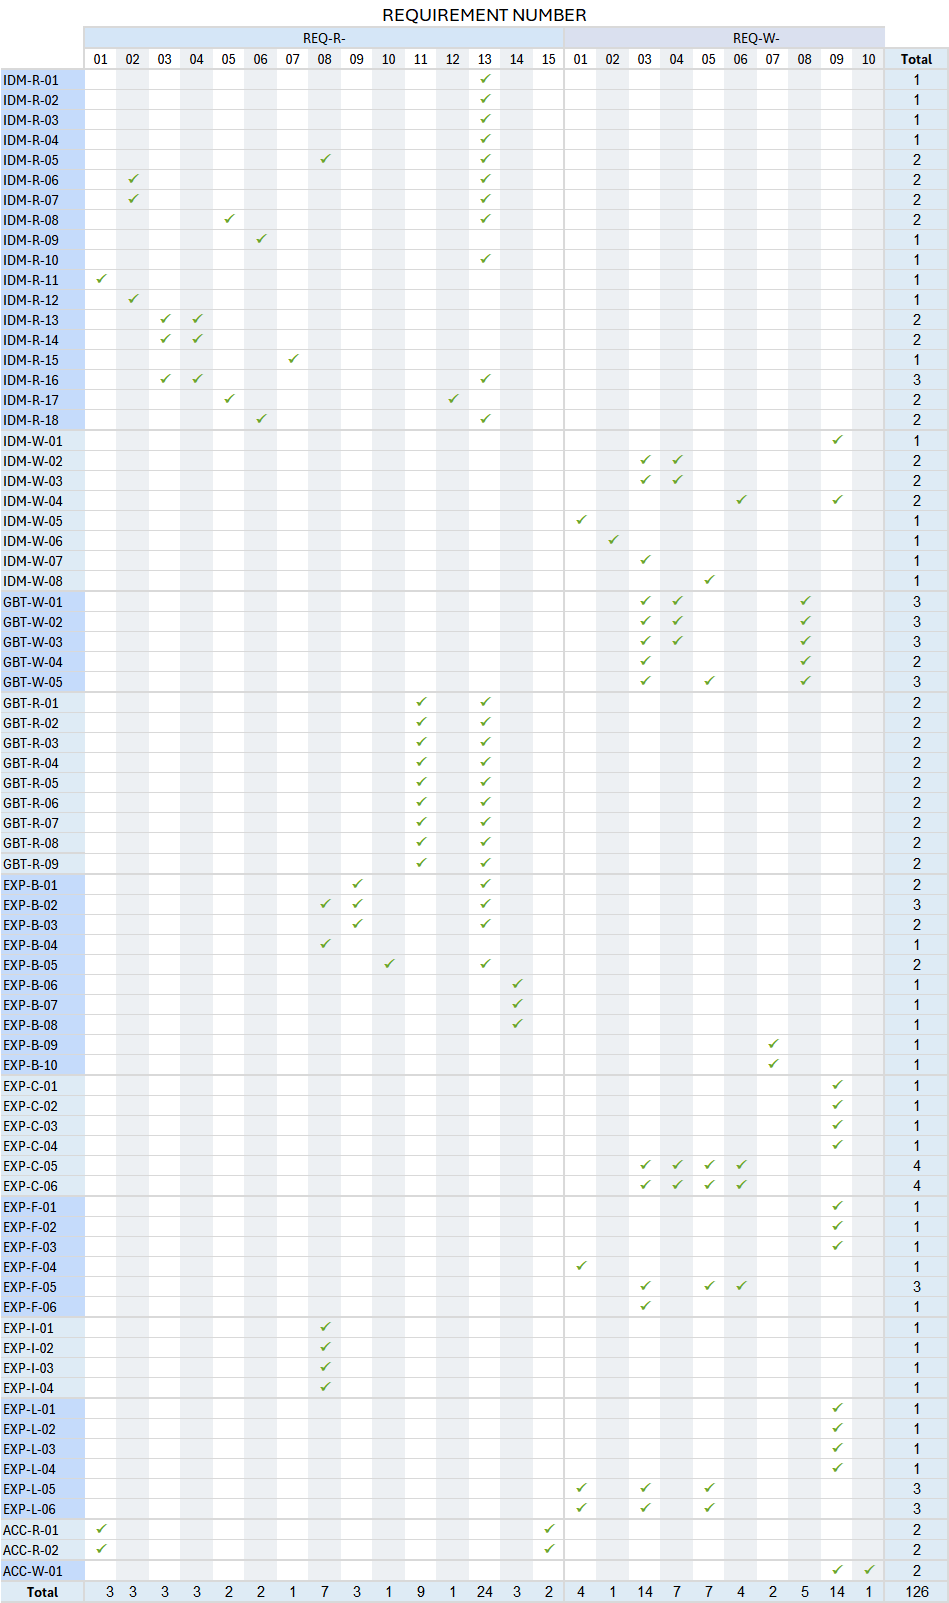 REQUIREMENT NUMBER
REQ-R- REQ-W-
01 02 03 04 05 06 07 08 09 10 11 12 13 14 15 01 02 03 04 05 06 07 08 09 10 Total
IDM-R-01 ✓ 1
IDM-R-02 ✓ 1
IDM-R-03 ✓ 1
IDM-R-04 ✓ 1
IDM-R-05 ✓ ✓ 2
IDM-R-06 ✓ ✓ 2
IDM-R-07 ✓ ✓ 2
IDM-R-08 ✓ ✓ 2
IDM-R-09 ✓ 1
IDM-R-10 ✓ 1
IDM-R-11 ✓ 1
IDM-R-12 ✓ 1
IDM-R-13 ✓ ✓ 2
IDM-R-14 ✓ ✓ 2
IDM-R-15 ✓ 1
IDM-R-16 ✓ ✓ ✓ 3
IDM-R-17 ✓ ✓ 2
IDM-R-18 ✓ ✓ 2
IDM-W-01 ✓ 1
IDM-W-02 ✓ ✓ 2
IDM-W-03 ✓ ✓ 2
IDM-W-04 ✓ ✓ 2
IDM-W-05 ✓ 1
IDM-W-06 ✓ 1
IDM-W-07 ✓ 1
IDM-W-08 ✓ 1
GBT-W-01 ✓ ✓ ✓ 3
GBT-W-02 ✓ ✓ ✓ 3
GBT-W-03 ✓ ✓ ✓ 3
GBT-W-04 ✓ ✓ 2
GBT-W-05 ✓ ✓ ✓ 3
GBT-R-01 ✓ ✓ 2
GBT-R-02 ✓ ✓ 2
GBT-R-03 ✓ ✓ 2
GBT-R-04 ✓ ✓ 2
GBT-R-05 ✓ ✓ 2
GBT-R-06 ✓ ✓ 2
GBT-R-07 ✓ ✓ 2
GBT-R-08 ✓ ✓ 2
GBT-R-09 ✓ ✓ 2
EXP-B-01 ✓ ✓ 2
EXP-B-02 ✓ ✓ ✓ 3
EXP-B-03 ✓ ✓ 2
EXP-B-04 ✓ 1
EXP-B-05 ✓ ✓ 2
EXP-B-06 ✓ 1
EXP-B-07 ✓ 1
EXP-B-08 ✓ 1
EXP-B-09 ✓ 1
EXP-B-10 ✓ 1
EXP-C-01 ✓ 1
EXP-C-02 ✓ 1
EXP-C-03 ✓ 1
EXP-C-04 ✓ 1
EXP-C-05 ✓ ✓ ✓ ✓ 4
EXP-C-06 ✓ ✓ ✓ ✓ 4
EXP-F-01 ✓ 1
EXP-F-02 ✓ 1
EXP-F-03 ✓ 1
EXP-F-04 ✓ 1
EXP-F-05 ✓ ✓ ✓ 3
EXP-F-06 ✓ 1
EXP-I-01 ✓ 1
EXP-I-02 ✓ 1
EXP-I-03 ✓ 1
EXP-I-04 ✓ 1
EXP-L-01 ✓ 1
EXP-L-02 ✓ 1
EXP-L-03 ✓ 1
EXP-L-04 ✓ 1
EXP-L-05 ✓ ✓ ✓ 3
EXP-L-06 ✓ ✓ ✓ 3
ACC-R-01 ✓ ✓ 2
ACC-R-02 ✓ ✓ 2
ACC-W-01 ✓ ✓ 2
Total 3 3 3 3 2 2 1 7 3 1 9 1 24 3 2 4 1 14 7 7 4 2 5 14 1 126